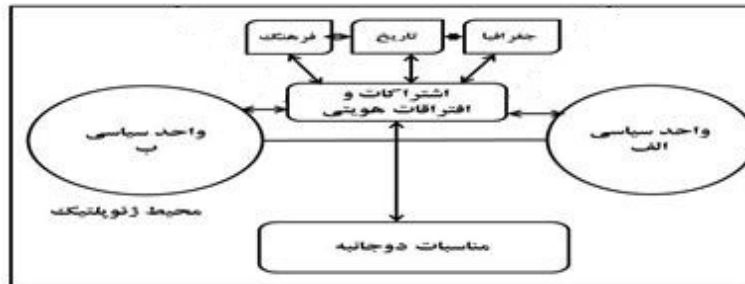 جغرافیا
تاریخ
فرهنگ
اشتراکات و
افتراقات هویتی
واحد سیاسی
الف
واحد سیاسی
ب
محیط ژئوپلتیک
مناسبات دوجانبه